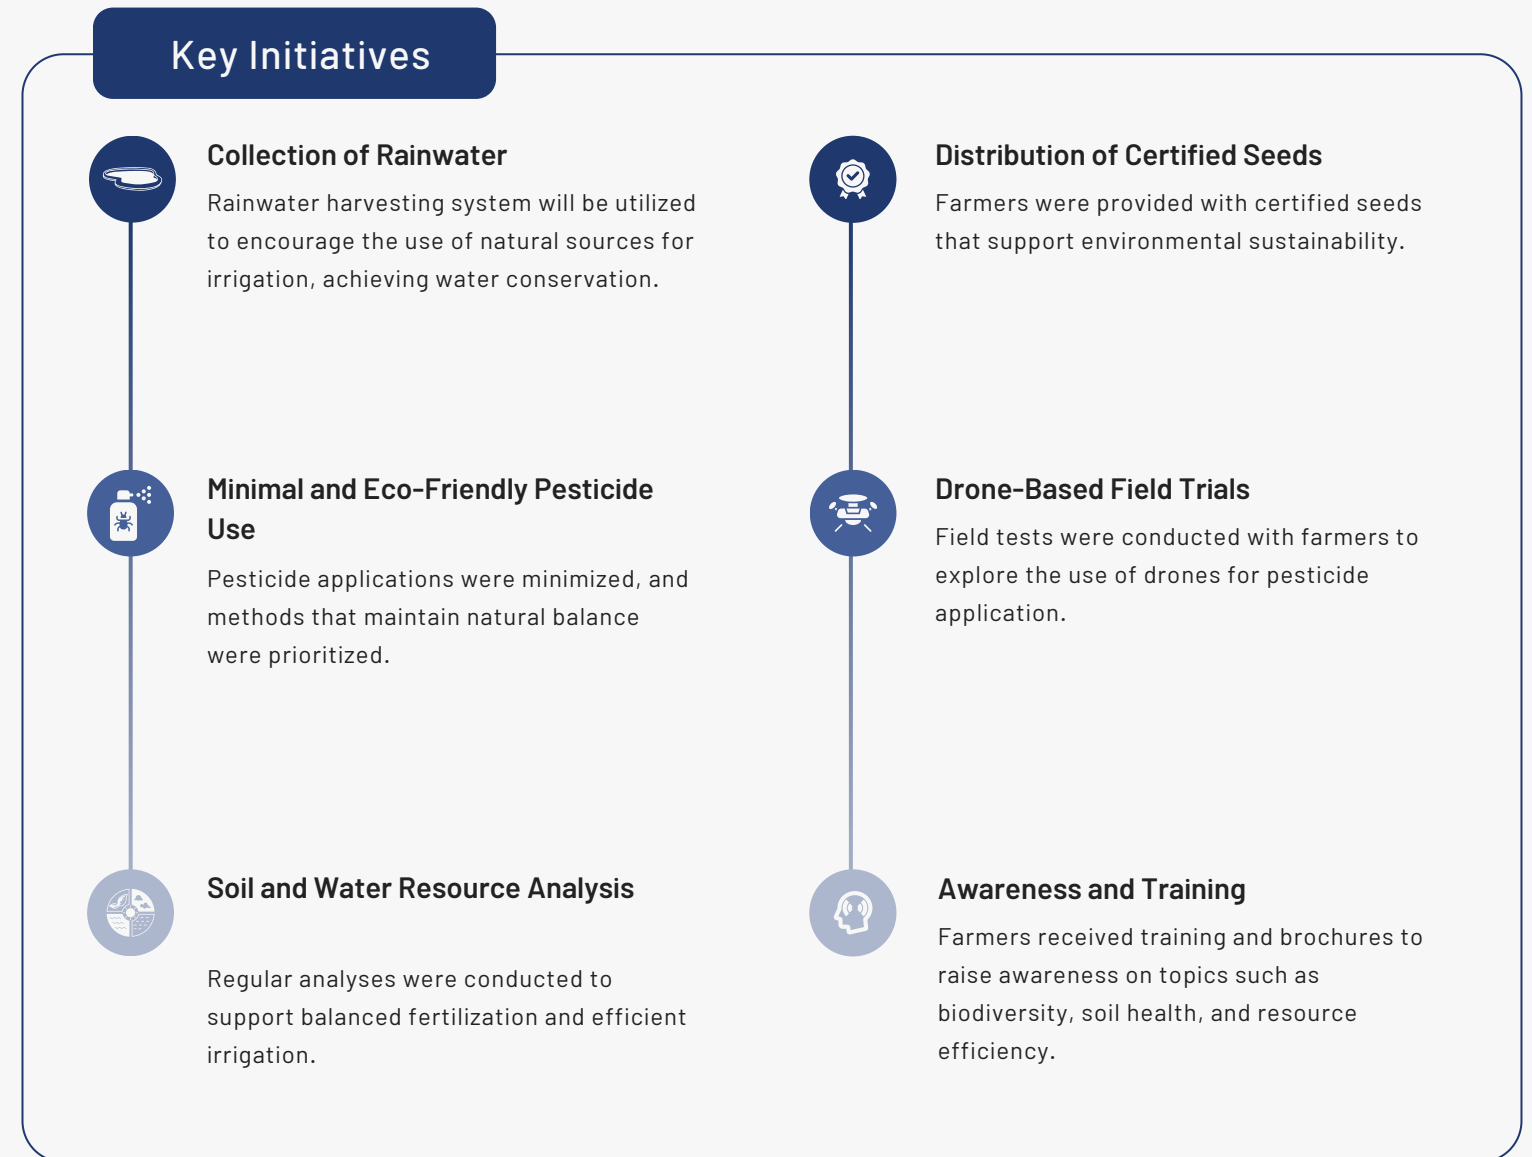 Key Initiatives
Collection of Rainwater
Rainwater harvesting system will be utilized
to encourage the use of natural sources for
irrigation, achieving water conservation.
Minimal and Eco-Friendly Pesticide
Use
Pesticide applications were minimized, and
methods that maintain natural balance
were prioritized.
Soil and Water Resource Analysis
Regular analyses were conducted to
support balanced fertilization and efficient
irrigation.
Distribution of Certified Seeds
Farmers were provided with certified seeds
that support environmental sustainability.
Drone-Based Field Trials
Field tests were conducted with farmers to
explore the use of drones for pesticide
application.
Awareness and Training
Farmers received training and brochures to
raise awareness on topics such as
biodiversity, soil health, and resource
efficiency.